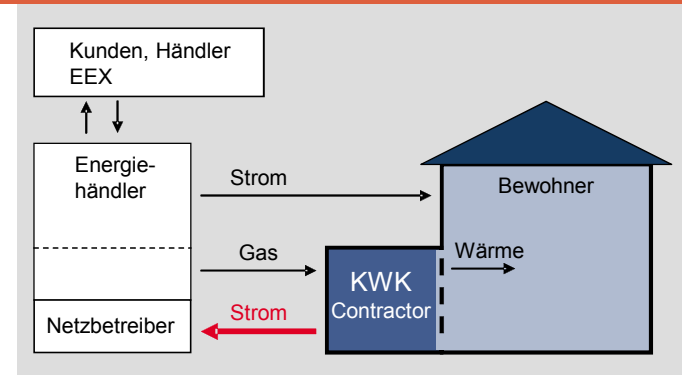 Kunden, Händler
EEX
Energie-
händler
Strom
Bewohner
Gas
Wärme
KWK
Contractor
Strom
Netzbetreiber